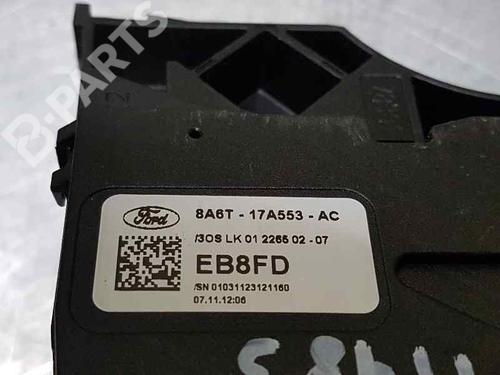 B-PARTS
Ford
8A6T - 17A553 - AC
/3OS LK 01 2265 02 - 07
EB8FD
/SN 01031123121160
07.11.12:06